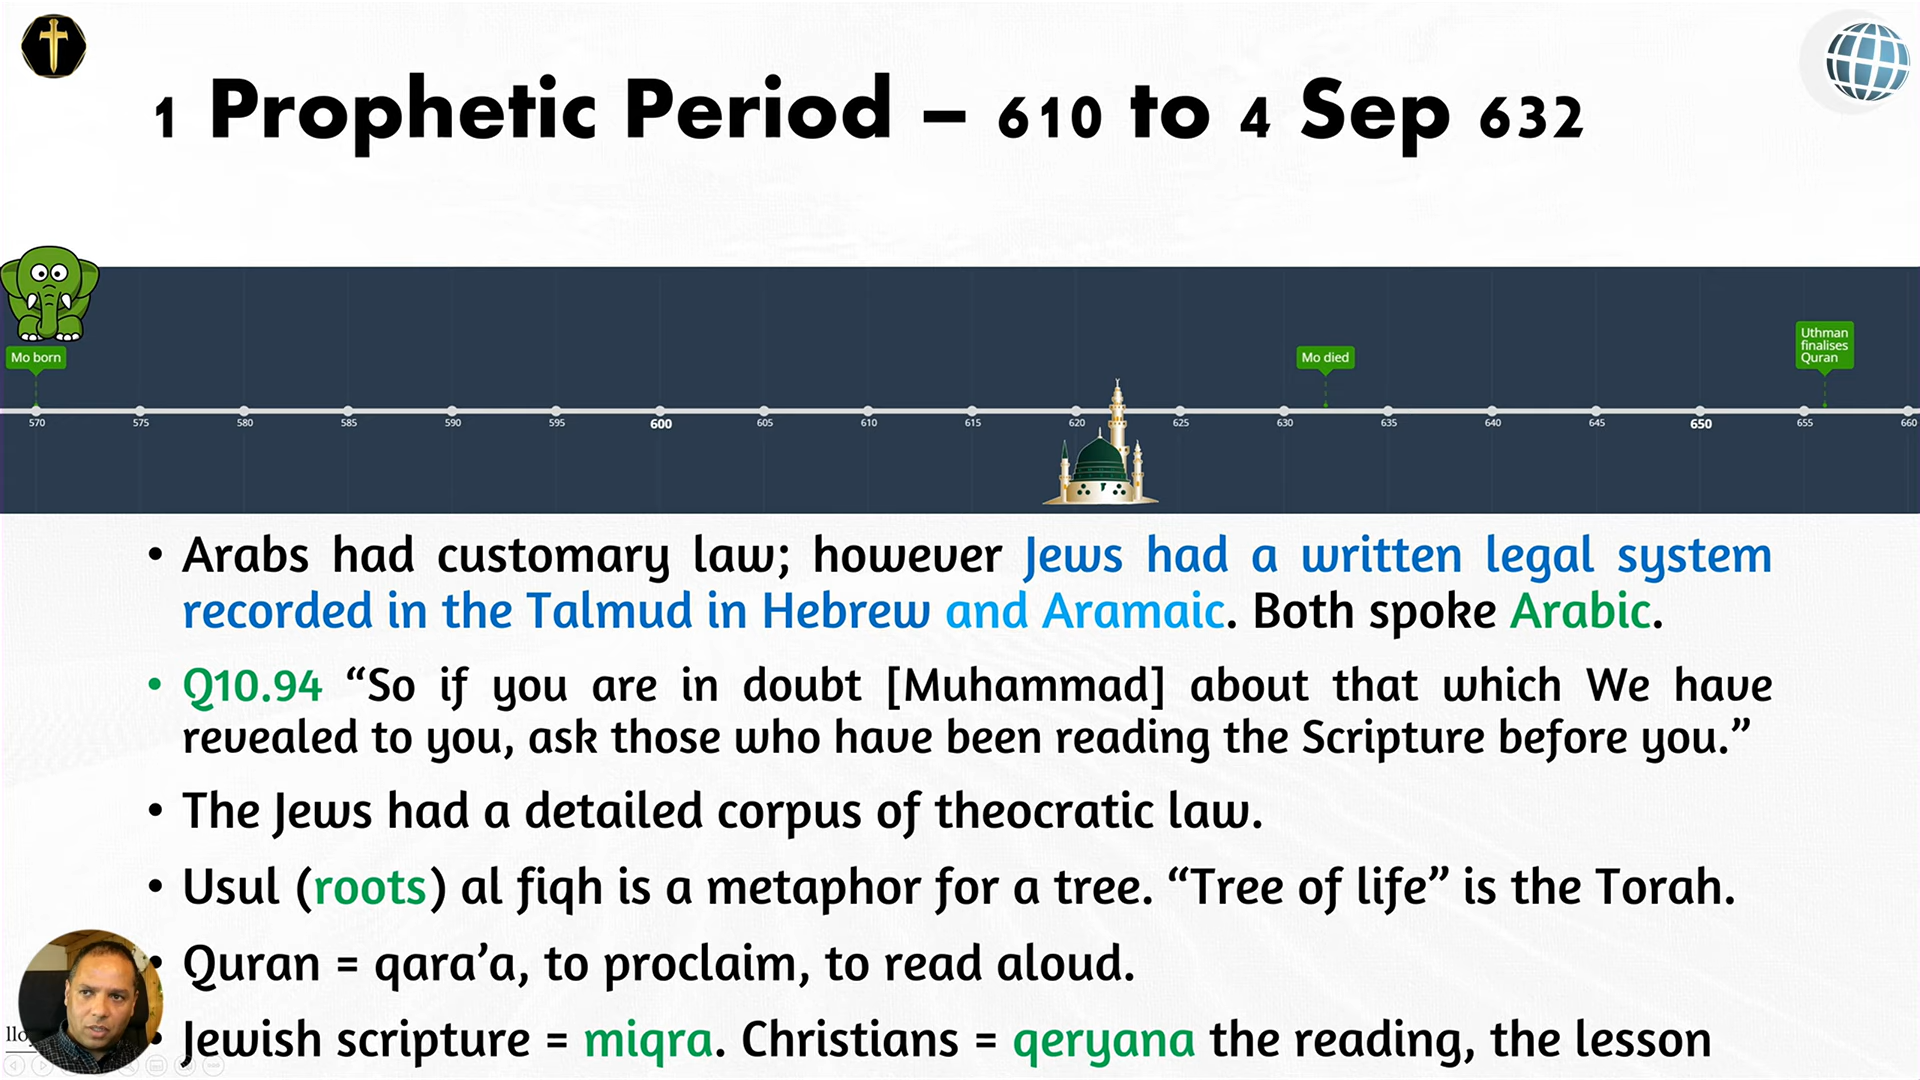 1 Prophetic Period – 610 to 4 Sep 632
Mo born
Mo died
Uthman
finalises
Quran
570 575 580 585 590 595 600 605 610 615 620 625 630 635 640 645 650 655 660
• Arabs had customary law; however Jews had a written legal system
recorded in the Talmud in Hebrew and Aramaic. Both spoke Arabic.
• Q10.94 “So if you are in doubt [Muhammad] about that which We have
revealed to you, ask those who have been reading the Scripture before you.”
• The Jews had a detailed corpus of theocratic law.
• Usul (roots) al fiqh is a metaphor for a tree. “Tree of life” is the Torah.
• Quran = qara’a, to proclaim, to read aloud.
• Jewish scripture = miqra. Christians = qeryana the reading, the lesson